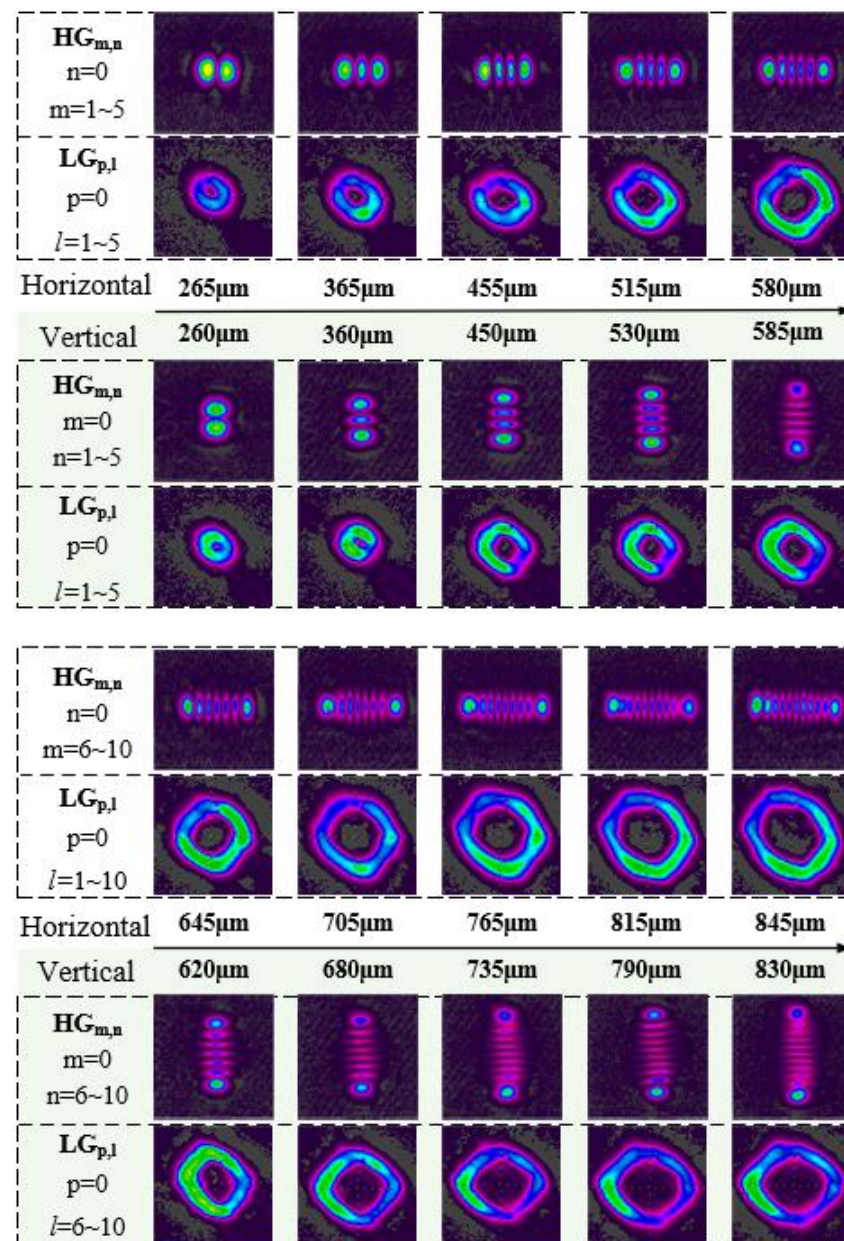 HGm,n
n=0
m=1~5
LGp,l
p=0
l=1~5
Horizontal 265μm 365μm 455μm 515μm 580μm
Vertical 260μm 360μm 450μm 530μm 585μm
HGm,n
m=0
n=1~5
LGp,l
p=0
l=1~5
HGm,n
n=0
m=6~10
LGp,l
p=0
l=1~10
Horizontal 645μm 705μm 765μm 815μm 845μm
Vertical 620μm 680μm 735μm 790μm 830μm
HGm,n
m=0
n=6~10
LGp,l
p=0
l=6~10